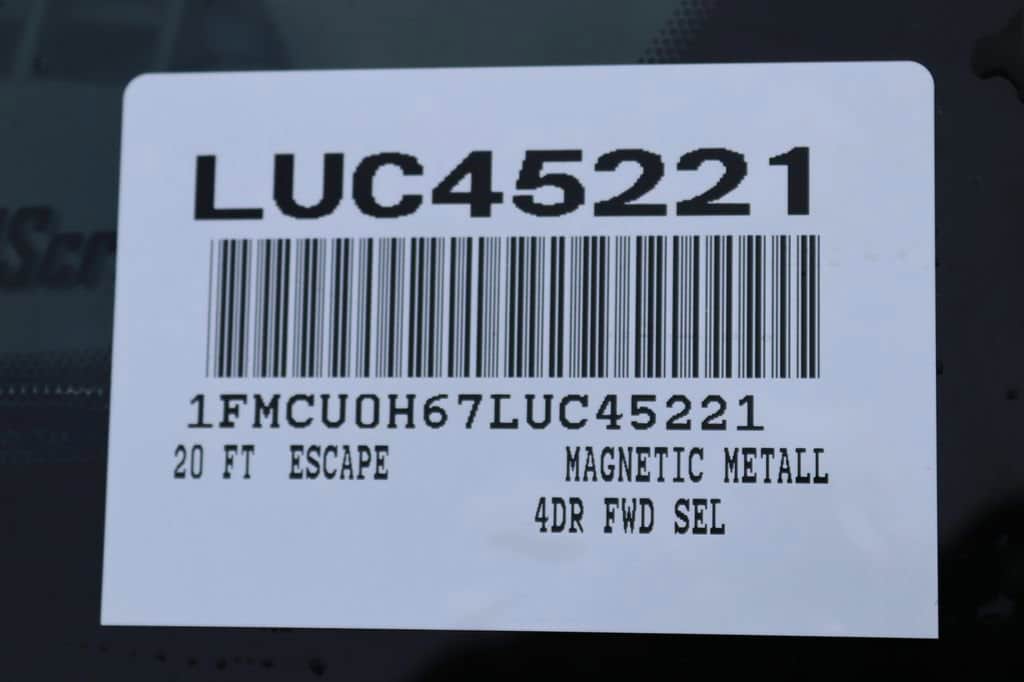 LUC45221
1FMCU0H67LUC45221
20 FT ESCAPE MAGNETIC METALL
4DR FWD SEL